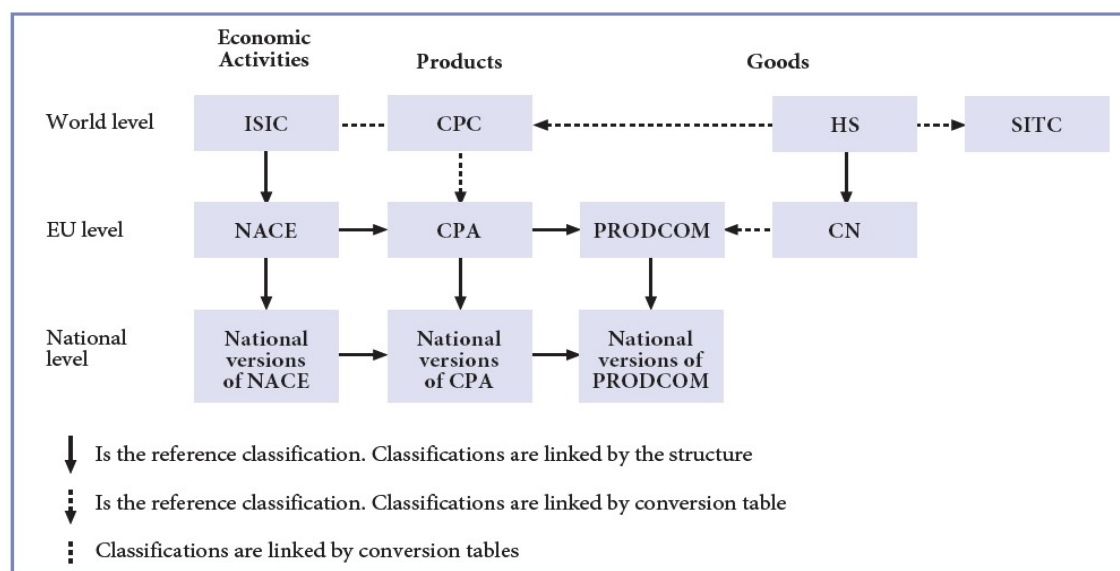 Economic
Activities
Products
Goods
World level
ISIC
CPC
HS
SITC
EU level
NACE
CPA
PRODCOM
CN
National
level
National
versions
of NACE
National
versions
of CPA
National
versions of
PRODCOM
Is the reference classification. Classifications are linked by the structure
Is the reference classification. Classifications are linked by conversion table
Classifications are linked by conversion tables